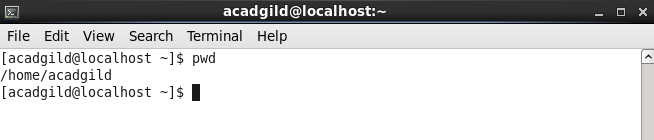 acadgild@localhost:~
File Edit View Search Terminal Help
[acadgild@localhost ~]$ pwd
/home/acadgild
[acadgild@localhost ~]$